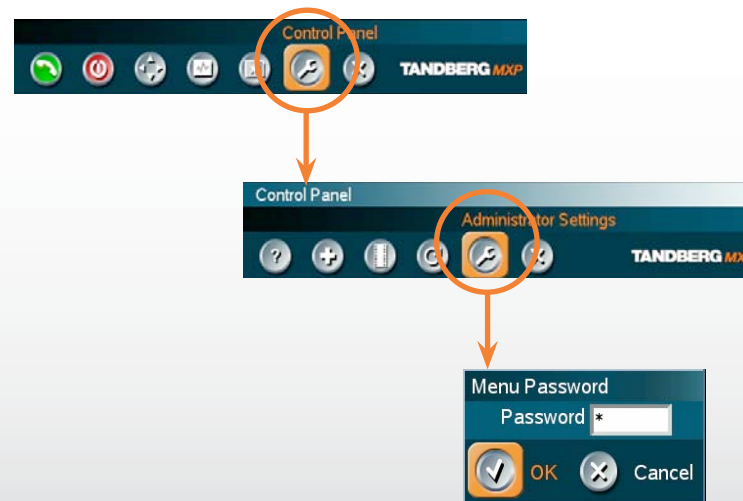 Control Panel
TANDBERG MXP
Control Panel
Administrator Settings
?
TANDBERG MX
Menu Password
Password *
OK Cancel